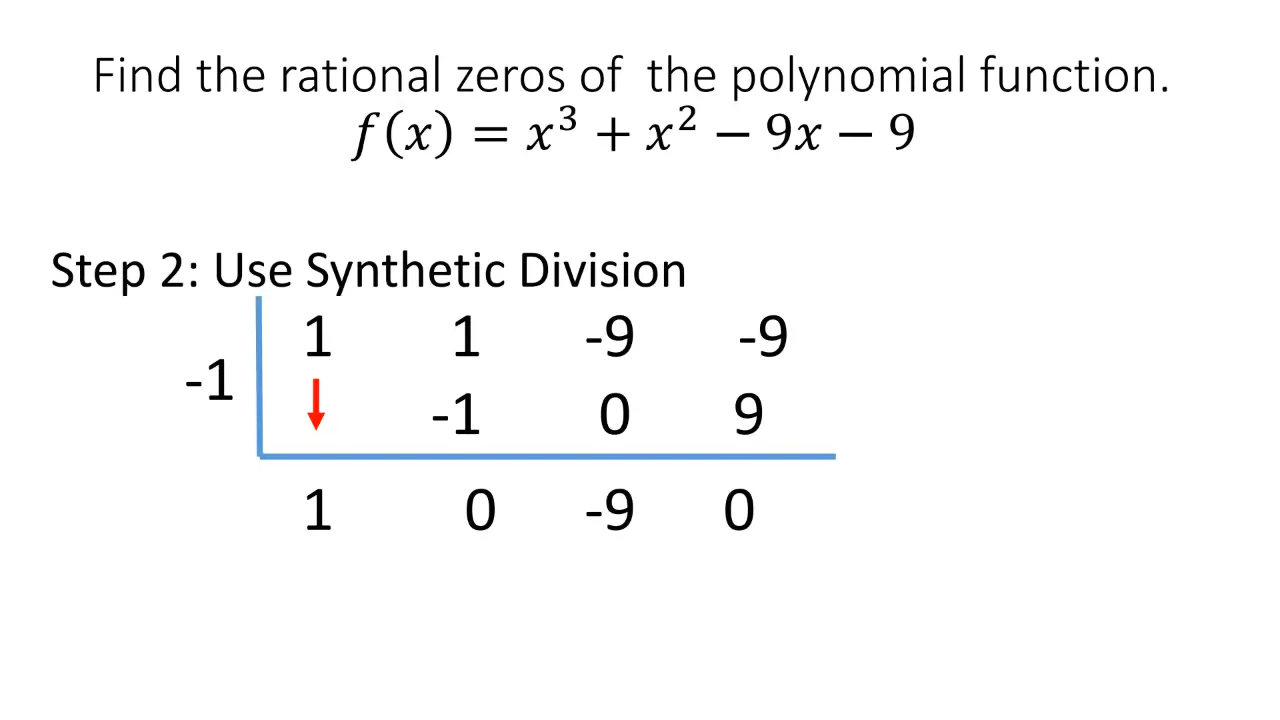 Find the rational zeros of the polynomial function.
f(x) = x³ + x² − 9x − 9
Step 2: Use Synthetic Division
1 1 -9 -9
-1
-1 0 9
1 0 -9 0